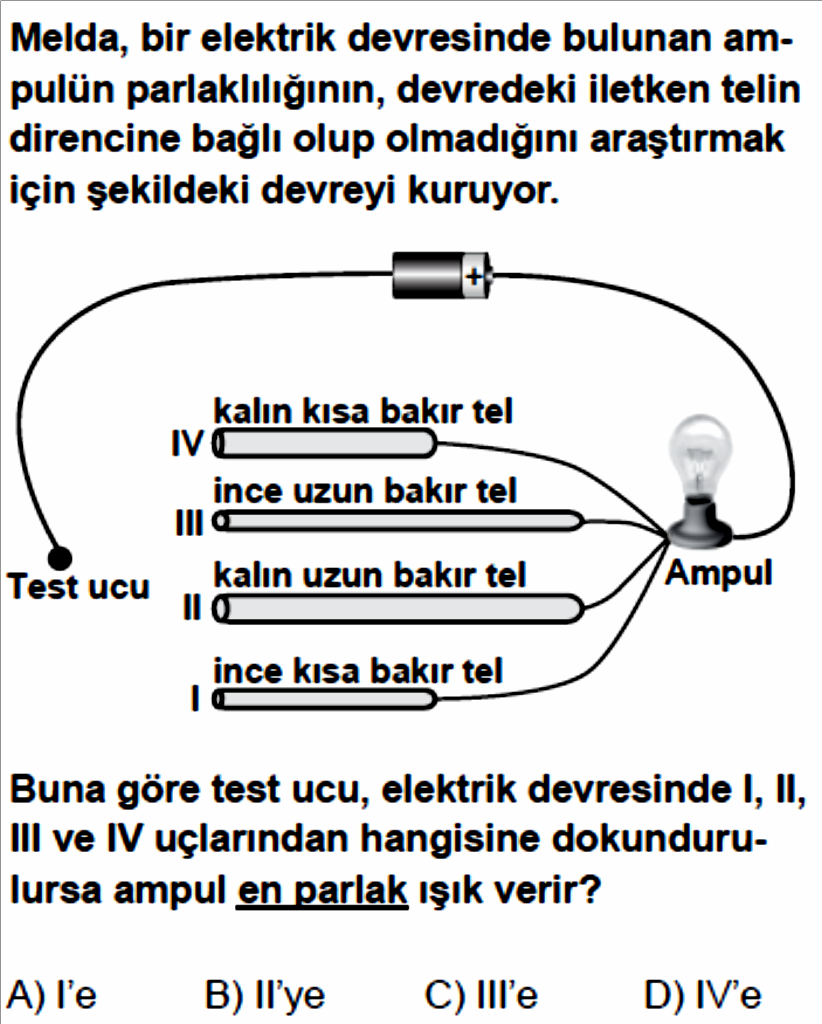 Melda, bir elektrik devresinde bulunan am-
pulün parlaklılığının, devredeki iletken telin
direncine bağlı olup olmadığını araştırmak
için şekildeki devreyi kuruyor.
+
kalın kısa bakır tel
IV
ince uzun bakır tel
III
Test ucu
kalın uzun bakır tel
II
Ampul
ince kısa bakır tel
I
Buna göre test ucu, elektrik devresinde I, II,
III ve IV uçlarından hangisine dokunduru-
lursa ampul en parlak ışık verir?
A) I’e B) II’ye C) III’e D) IV’e